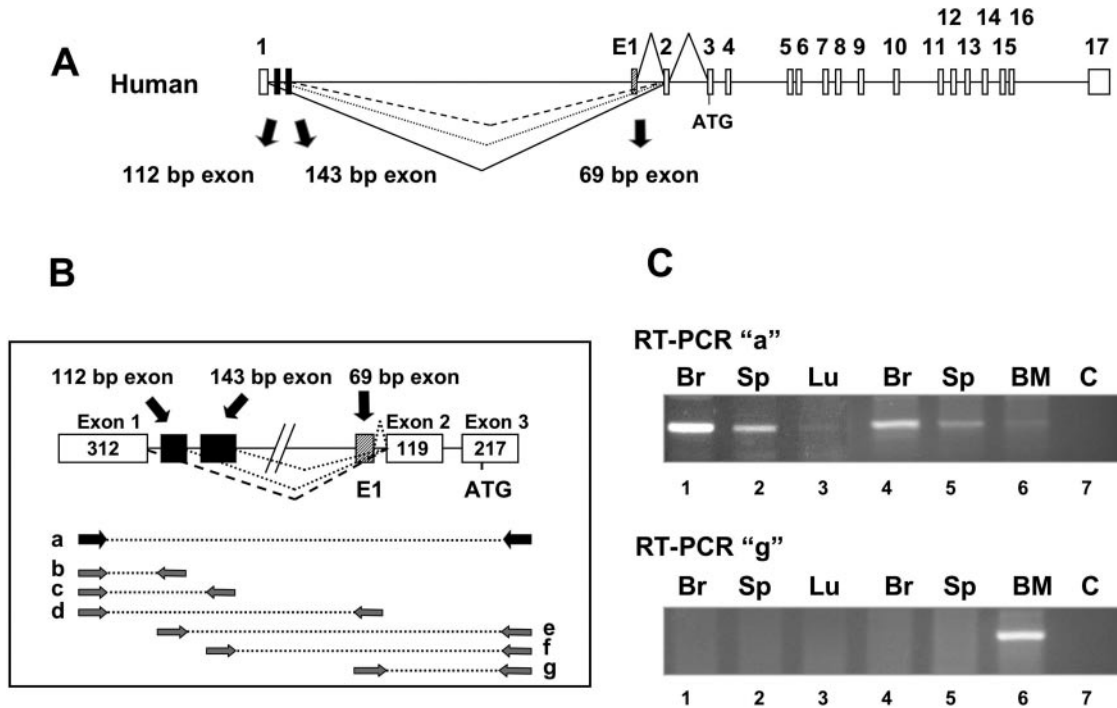 A
Human
1
E1
2
3
4
5
6
7
8
9
10
11
12
13
14
15
16
17
ATG
112 bp exon
143 bp exon
69 bp exon
B
112 bp exon
143 bp exon
69 bp exon
Exon 1
Exon 2
Exon 3
312
119
217
E1
ATG
a
b
c
d
e
f
g
C
RT-PCR “a”
Br Sp Lu Br Sp BM C
1 2 3 4 5 6 7
RT-PCR “g”
Br Sp Lu Br Sp BM C
1 2 3 4 5 6 7